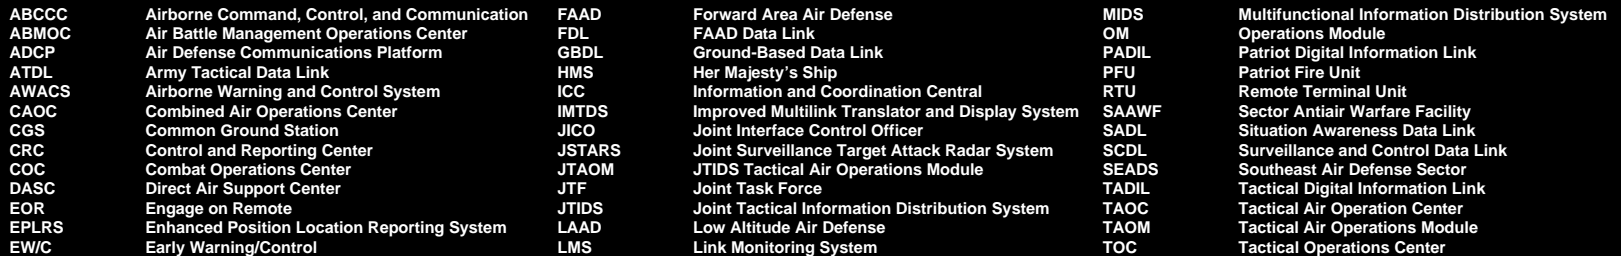 ABCCC Airborne Command, Control, and Communication
ABMOC Air Battle Management Operations Center
ADCP Air Defense Communications Platform
ATDL Army Tactical Data Link
AWACS Airborne Warning and Control System
CAOC Combined Air Operations Center
CGS Common Ground Station
CRC Control and Reporting Center
COC Combat Operations Center
DASC Direct Air Support Center
EOR Engage on Remote
EPLRS Enhanced Position Location Reporting System
EW/C Early Warning/Control
FAAD Forward Area Air Defense
FDL FAAD Data Link
GBDL Ground-Based Data Link
HMS Her Majesty's Ship
ICC Information and Coordination Central
IMTDS Improved Multilink Translator and Display System
JICO Joint Interface Control Officer
JSTARS Joint Surveillance Target Attack Radar System
JTAOM JTIDS Tactical Air Operations Module
JTF Joint Task Force
JTIDS Joint Tactical Information Distribution System
LAAD Low Altitude Air Defense
LMS Link Monitoring System
MIDS Multifunctional Information Distribution System
OM Operations Module
PADIL Patriot Digital Information Link
PFU Patriot Fire Unit
RTU Remote Terminal Unit
SAAWF Sector Antiair Warfare Facility
SADL Situation Awareness Data Link
SCDL Surveillance and Control Data Link
SEADS Southeast Air Defense Sector
TADIL Tactical Digital Information Link
TAOC Tactical Air Operation Center
TAOM Tactical Air Operations Module
TOC Tactical Operations Center